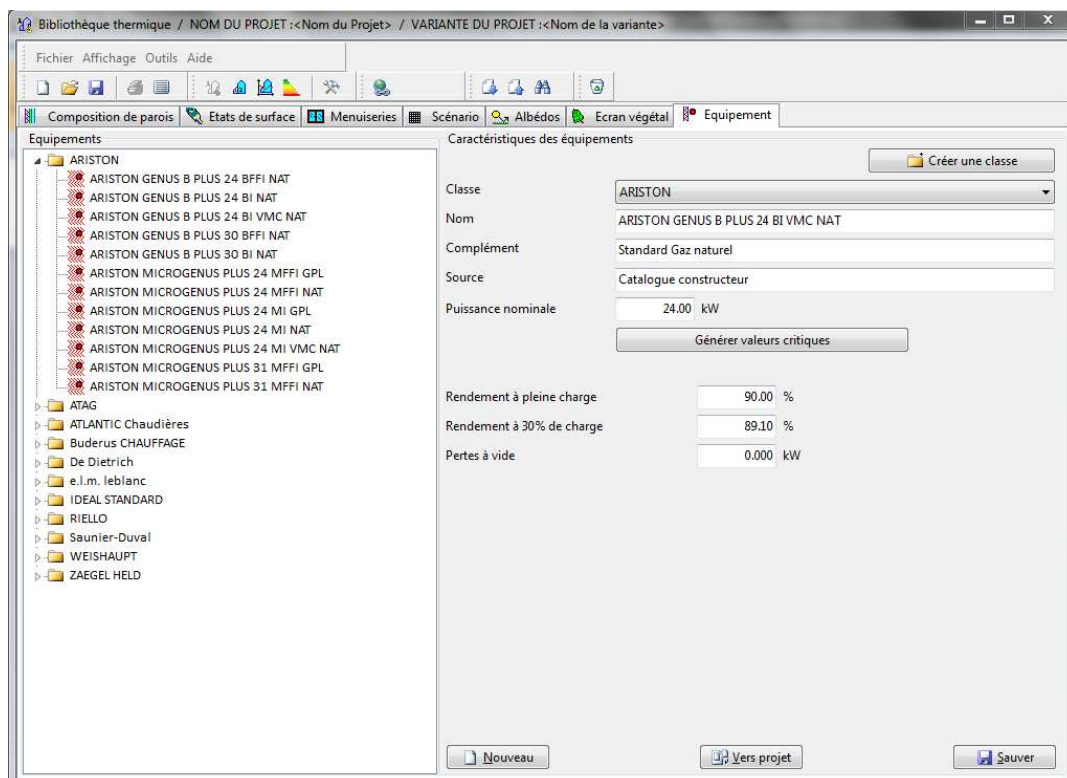 Bibliothèque thermique / NOM DU PROJET :<Nom du Projet> / VARIANTE DU PROJET :<Nom de la variante>
Fichier Affichage Outils Aide
Composition de parois Etats de surface Menuiseries Scénario Albédos Ecran végétal Equipement
Equipements
ARISTON
ARISTON GENUS B PLUS 24 BFFI NAT
ARISTON GENUS B PLUS 24 BI NAT
ARISTON GENUS B PLUS 24 BI VMC NAT
ARISTON GENUS B PLUS 30 BFFI NAT
ARISTON GENUS B PLUS 30 BI NAT
ARISTON MICROGENUS PLUS 24 MFFI GPL
ARISTON MICROGENUS PLUS 24 MFFI NAT
ARISTON MICROGENUS PLUS 24 MI GPL
ARISTON MICROGENUS PLUS 24 MI NAT
ARISTON MICROGENUS PLUS 24 MI VMC NAT
ARISTON MICROGENUS PLUS 31 MFFI GPL
ARISTON MICROGENUS PLUS 31 MFFI NAT
ATAG
ATLANTIC Chaudières
Buderus CHAUFFAGE
De Dietrich
e.l.m. leblanc
IDEAL STANDARD
RIELLO
Saunier-Duval
WEISHAUPT
ZAEGEL HELD
Caractéristiques des équipements
Créer une classe
Classe ARISTON
Nom ARISTON GENUS B PLUS 24 BI VMC NAT
Complément Standard Gaz naturel
Source Catalogue constructeur
Puissance nominale 24.00 kW
Générer valeurs critiques
Rendement à pleine charge 90.00 %
Rendement à 30% de charge 89.10 %
Pertes à vide 0.000 kW
Nouveau Vers projet Sauver